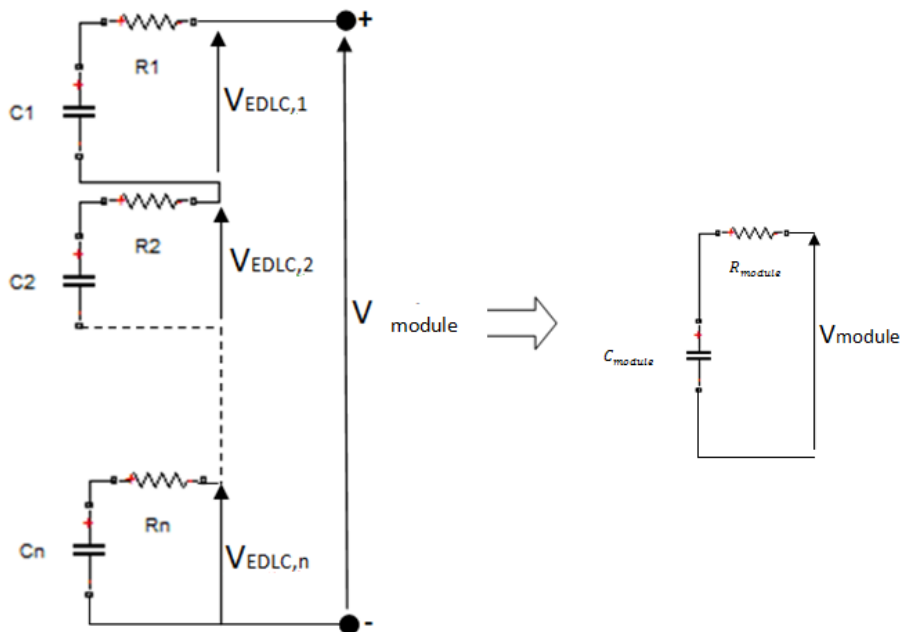 +
R1
C1
VEDLC,1
R2
C2
VEDLC,2
V
module
Rmodule
Cmodule
Vmodule
Rn
Cn
VEDLC,n
-